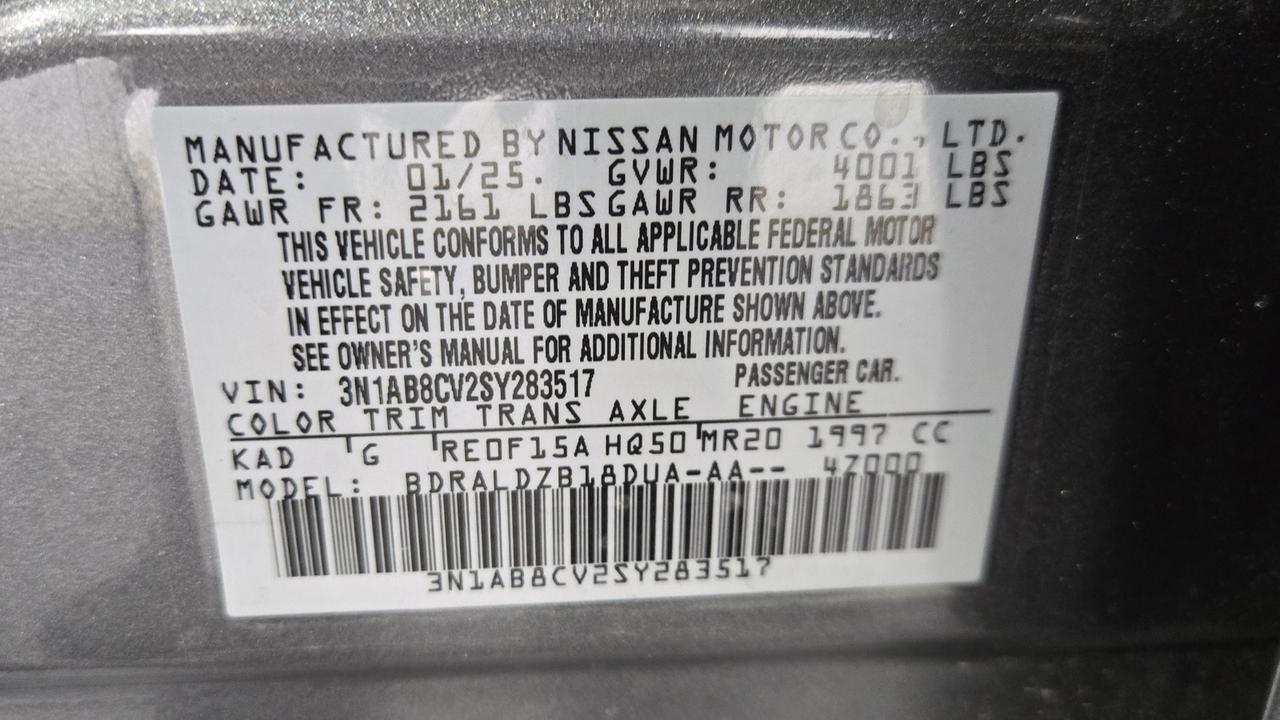 MANUFACTURED BY NISSAN MOTOR CO., LTD.
DATE: 01/25. GVWR: 4001 LBS
GAWR FR: 2161 LBS GAWR RR: 1863 LBS
THIS VEHICLE CONFORMS TO ALL APPLICABLE FEDERAL MOTOR
VEHICLE SAFETY, BUMPER AND THEFT PREVENTION STANDARDS
IN EFFECT ON THE DATE OF MANUFACTURE SHOWN ABOVE.
SEE OWNER'S MANUAL FOR ADDITIONAL INFORMATION.
VIN: 3N1AB8CV2SY283517 PASSENGER CAR.
COLOR TRIM TRANS AXLE ENGINE
KAD G RE0F15A HQ50 MR20 1997 CC
MODEL: BDRALDZB18DUA-AA-- 47000
3N1AB8CV2SY283517